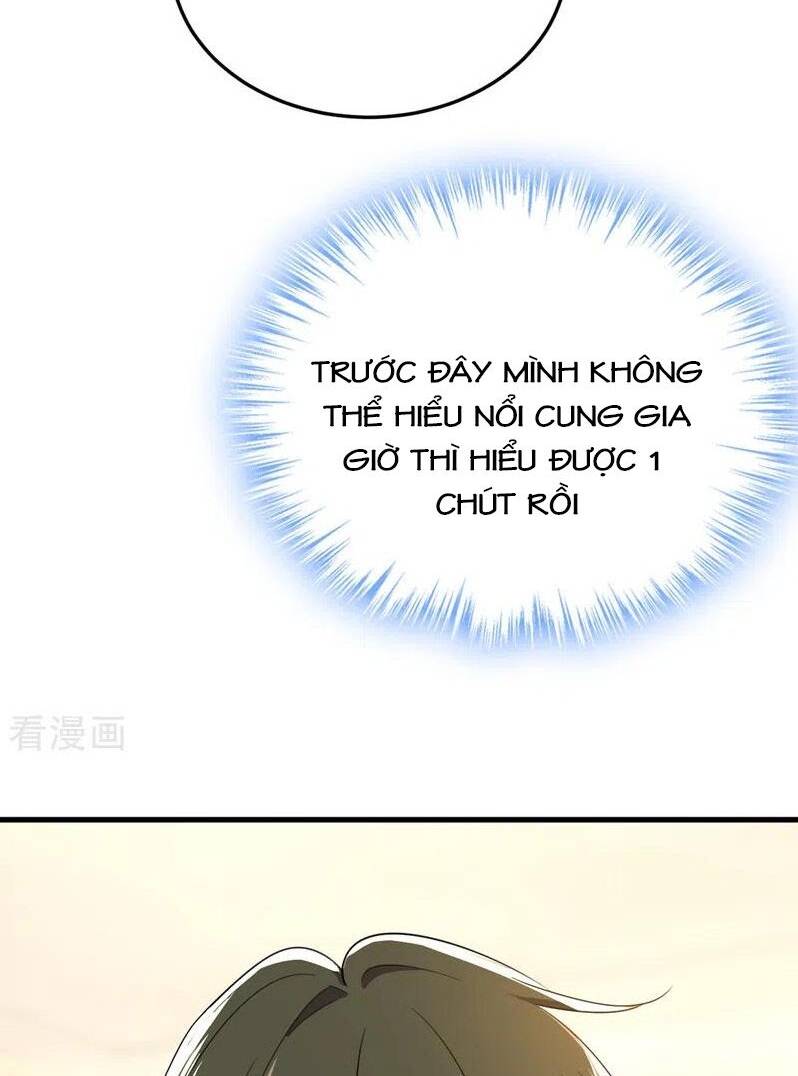 TRƯỚC ĐÂY MÌNH KHÔNG
THỂ HIỂU NỔI CUNG GIA
GIỜ THÌ HIỂU ĐƯỢC 1
CHÚT RỒI
看漫画